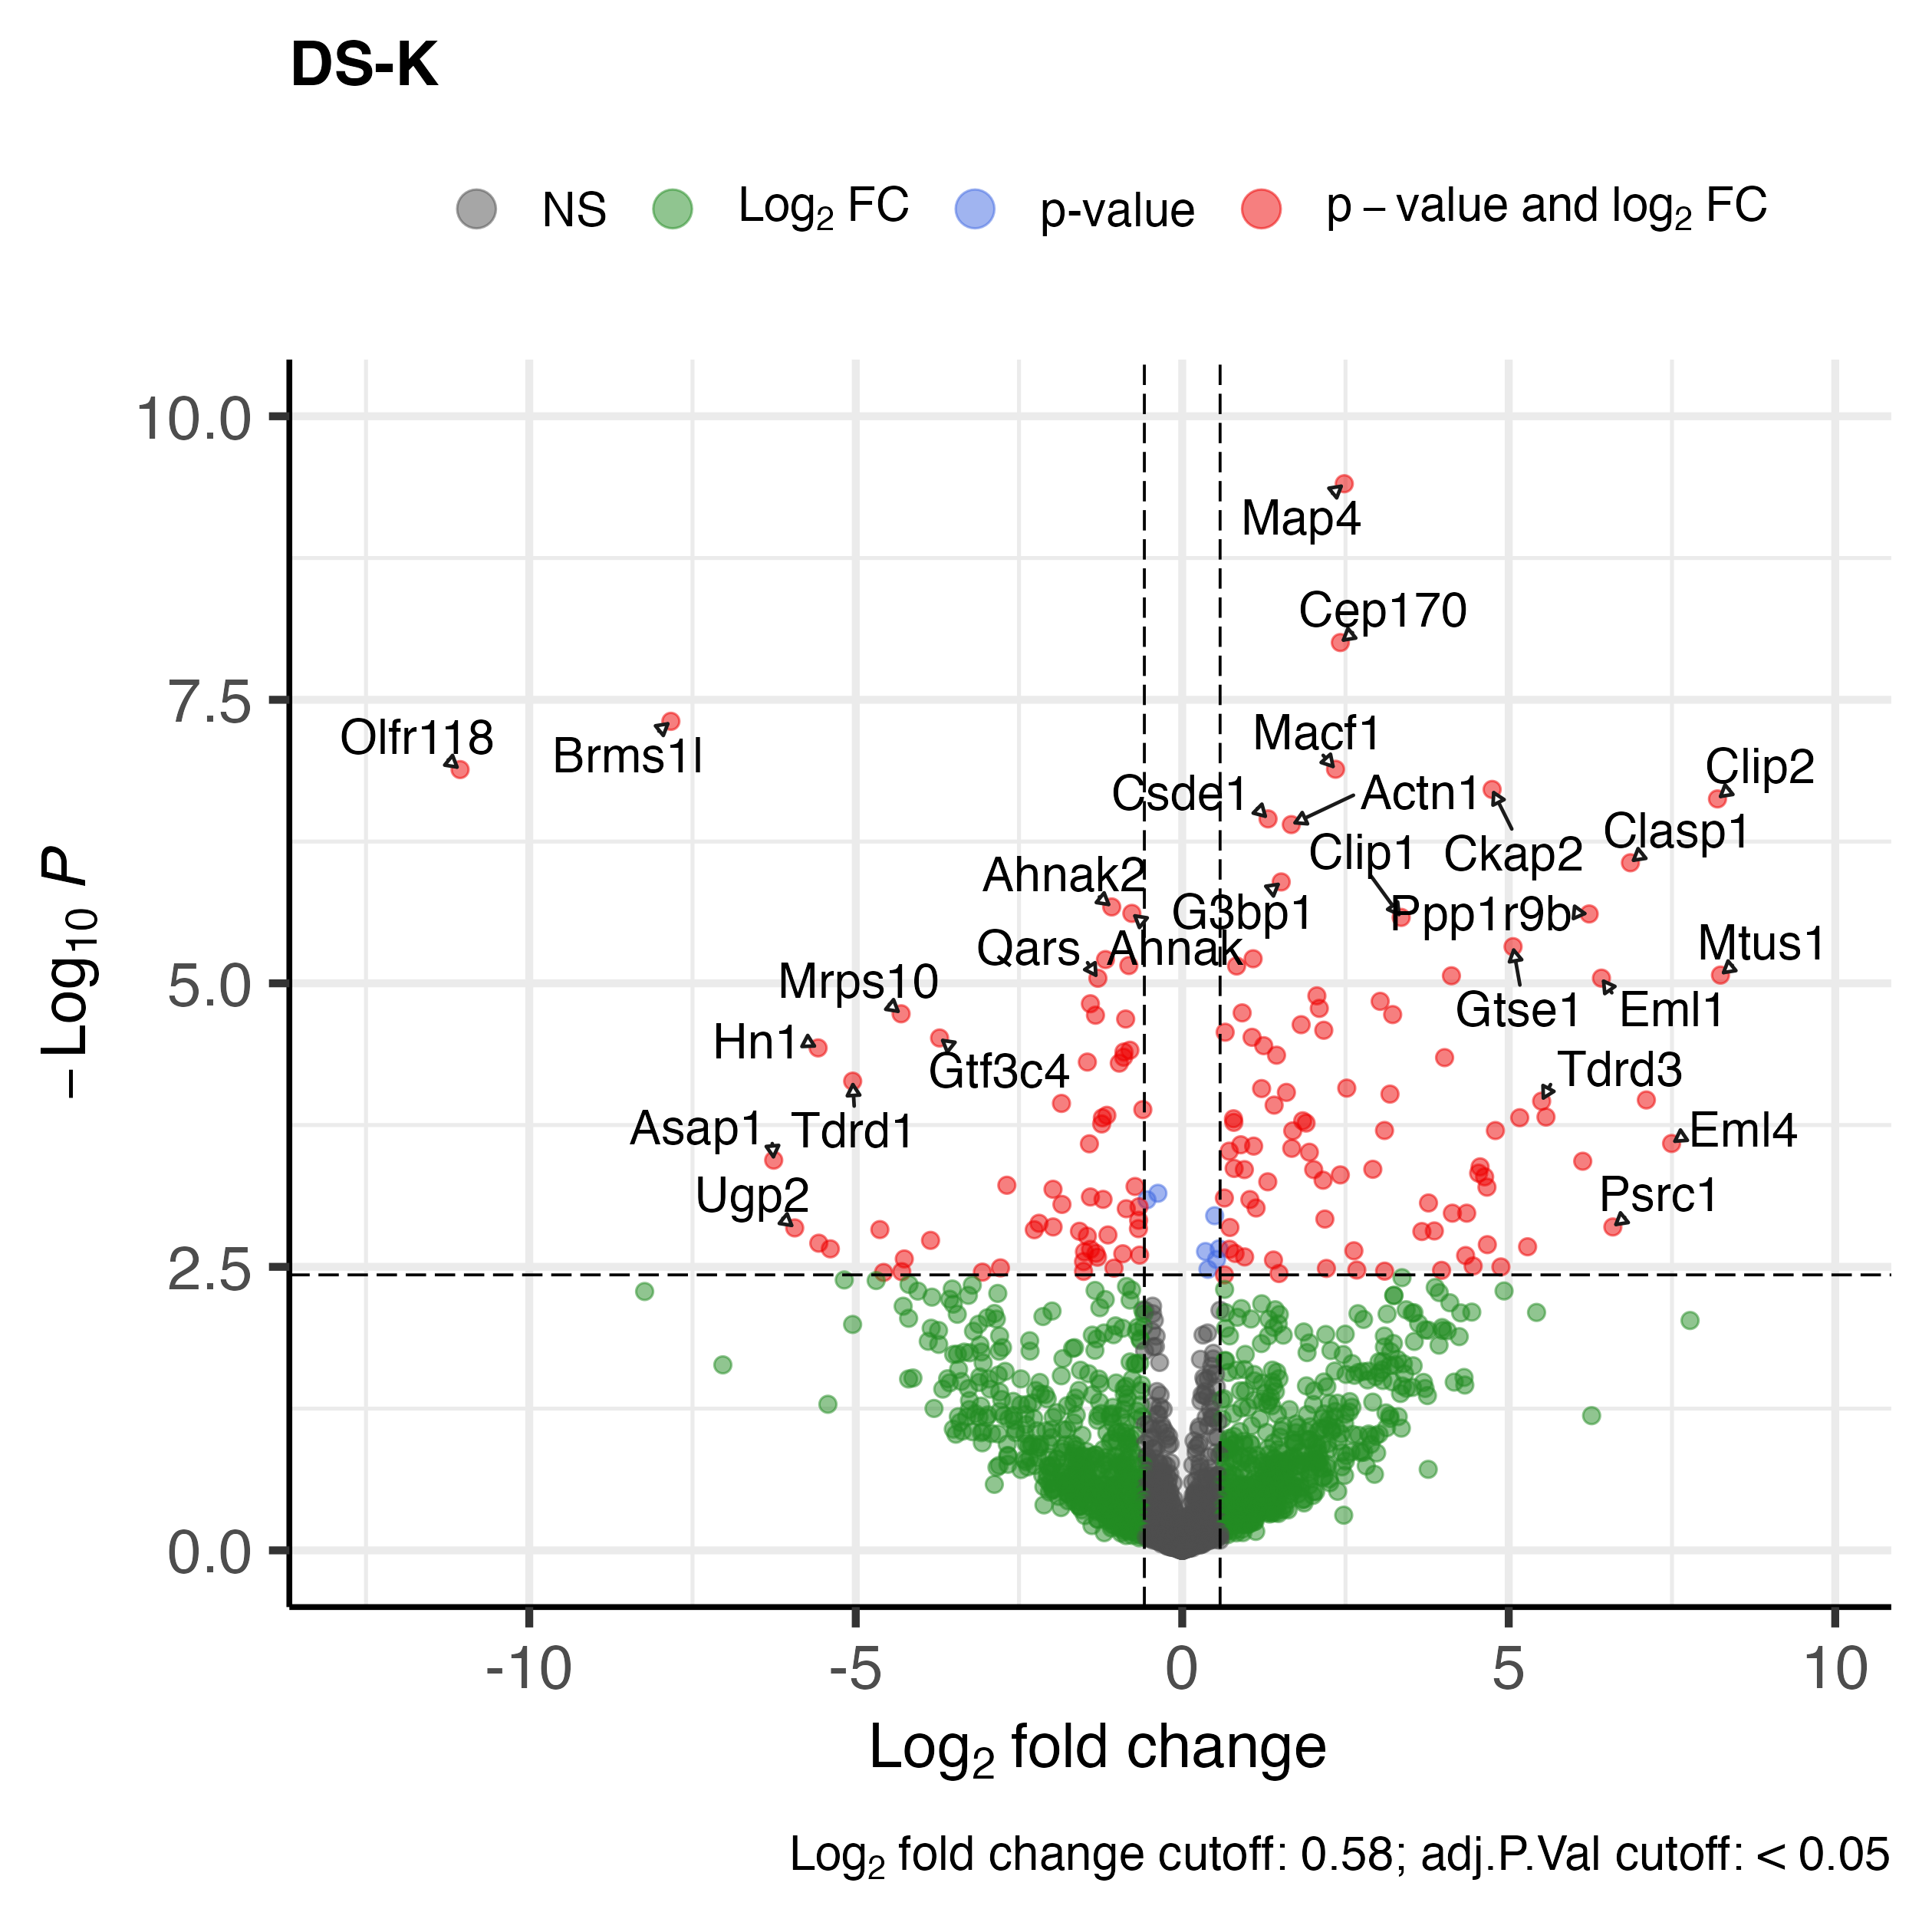 DS-K
NS Log2 FC p-value p – value and log2 FC
10.0
7.5
5.0
2.5
0.0
−Log10 P
Map4
Cep170
Olfr118
Brms1l
Macf1
Clip2
Csde1
Actn1
Clasp1
Clip1
Ckap2
Ahnak2
G3bp1
Ppp1r9b
Qars
Ahnak
Mtus1
Mrps10
Gtse1
Eml1
Hn1
Gtf3c4
Tdrd3
Asap1
Tdrd1
Eml4
Ugp2
Psrc1
-10 -5 0 5 10
Log2 fold change
Log2 fold change cutoff: 0.58; adj.P.Val cutoff: < 0.05